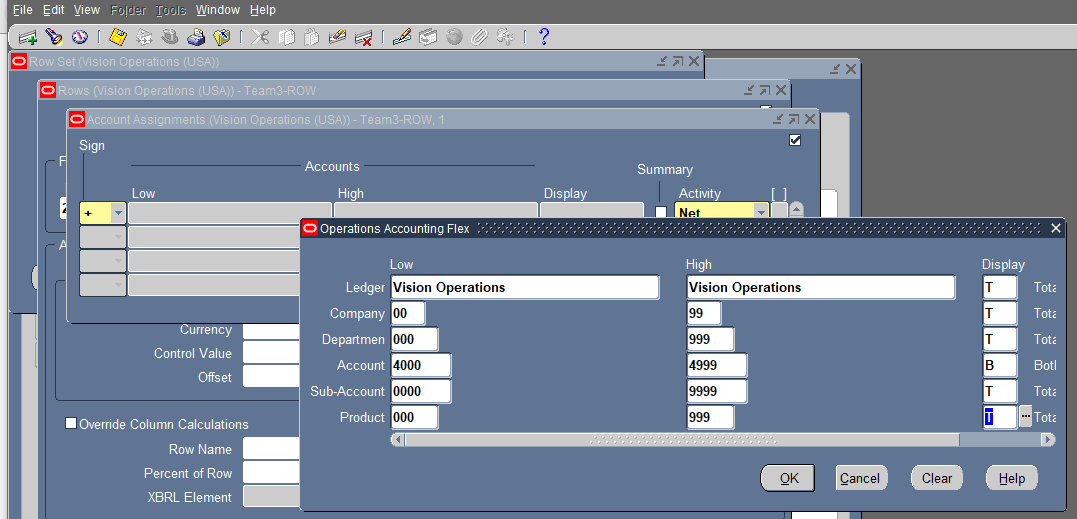 File Edit View Folder Tools Window Help
Row Set (Vision Operations (USA))
Rows (Vision Operations (USA)) - Team3-ROW
Account Assignments (Vision Operations (USA)) - Team3-ROW, 1
Sign
Accounts
Summary
Low High Display Activity [ ]
+ Net
Operations Accounting Flex
Low High Display
Ledger Vision Operations Vision Operations T Tota
Company 00 99 T Tota
Departmen 000 999 T Tota
Account 4000 4999 B Botl
Sub-Account 0000 9999 T Tota
Product 000 999 T ... Tota
OK Cancel Clear Help
Currency
Control Value
Offset
Override Column Calculations
Row Name
Percent of Row
XBRL Element